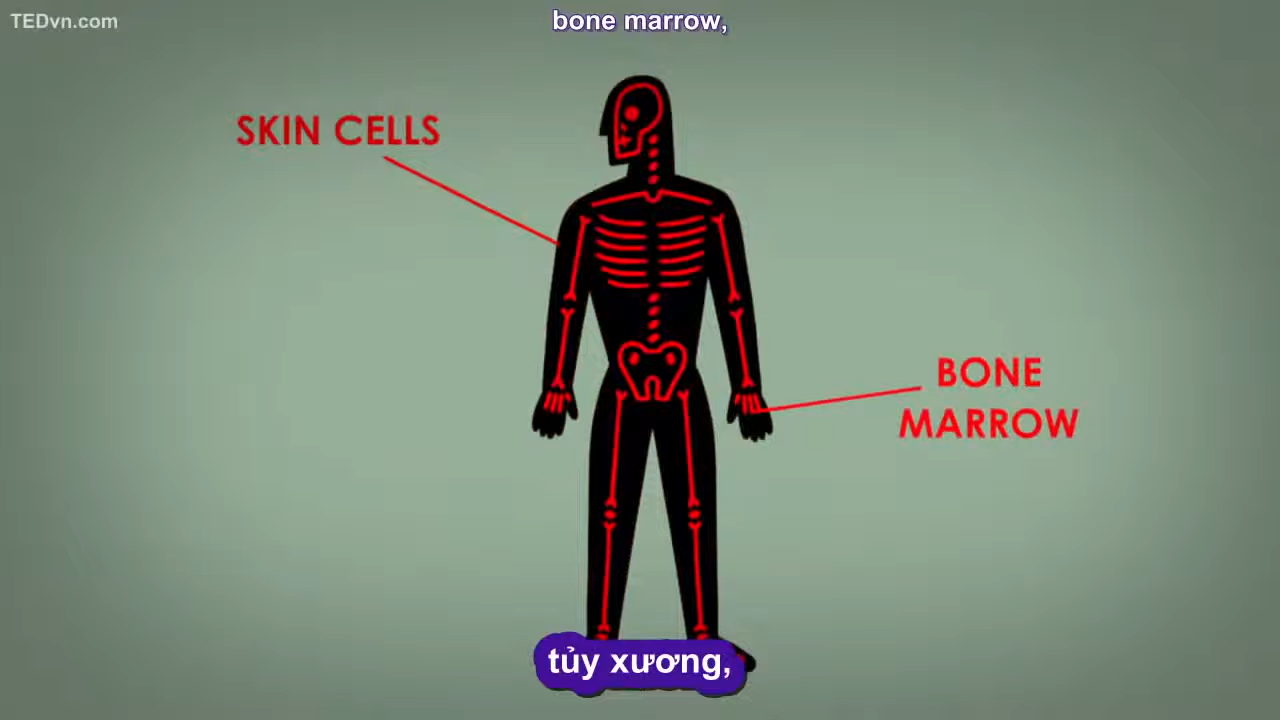 TEDvn.com
bone marrow,
SKIN CELLS
BONE
MARROW
tủy xương,